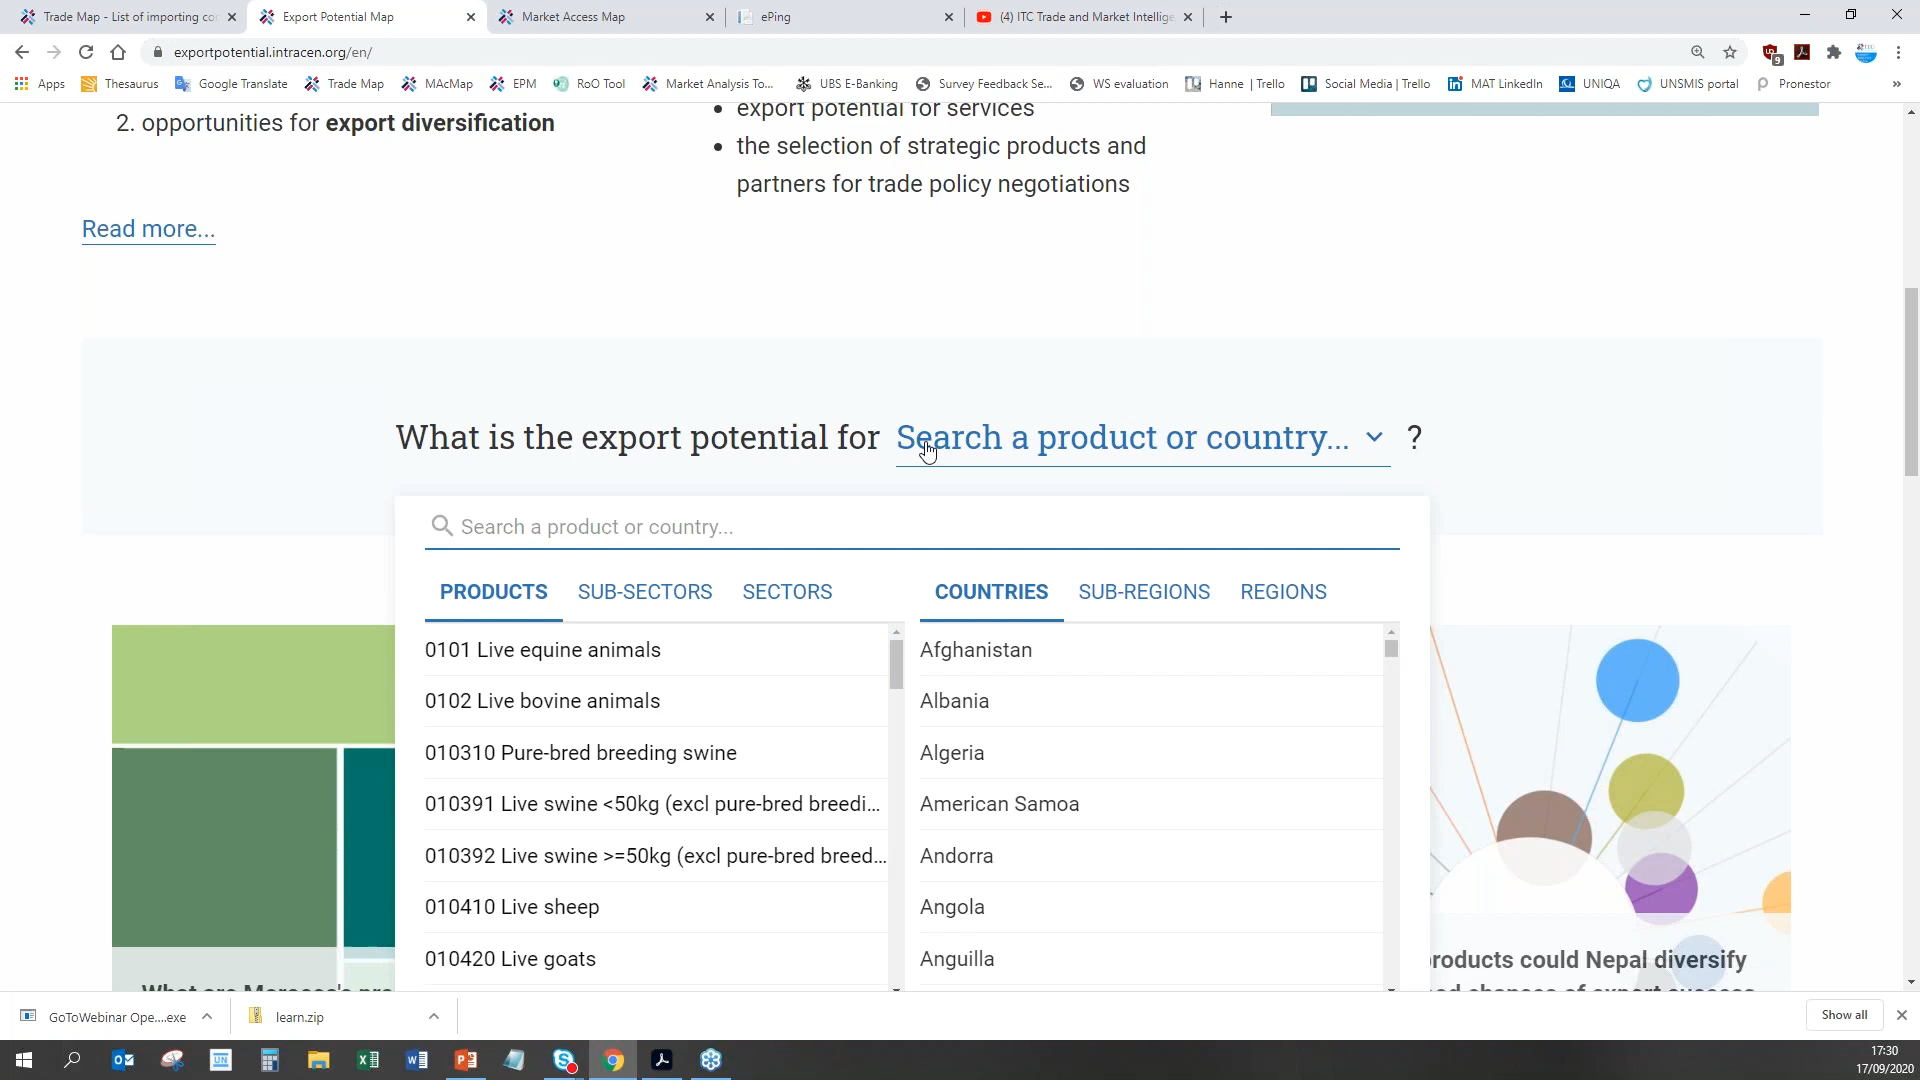 Trade Map - List of importing co
Export Potential Map
Market Access Map
ePing
(4) ITC Trade and Market Intellige
exportpotential.intracen.org/en/
9
Apps
Thesaurus
Google Translate
Trade Map
MAcMap
EPM
RoO Tool
Market Analysis To...
UBS E-Banking
Survey Feedback Se...
WS evaluation
Hanne | Trello
Social Media | Trello
MAT LinkedIn
UNIQA
UNSMIS portal
Pronestor
»
2. opportunities for export diversification
• export potential for services
• the selection of strategic products and
partners for trade policy negotiations
Read more...
What is the export potential for Search a product or country... ?
Search a product or country...
PRODUCTS SUB-SECTORS SECTORS
0101 Live equine animals
0102 Live bovine animals
010310 Pure-bred breeding swine
010391 Live swine <50kg (excl pure-bred breedi...
010392 Live swine >=50kg (excl pure-bred breed...
010410 Live sheep
010420 Live goats
COUNTRIES SUB-REGIONS REGIONS
Afghanistan
Albania
Algeria
American Samoa
Andorra
Angola
Anguilla
products could Nepal diversify
GoToWebinar Ope....exe
learn.zip
Show all
17:30
17/09/2020